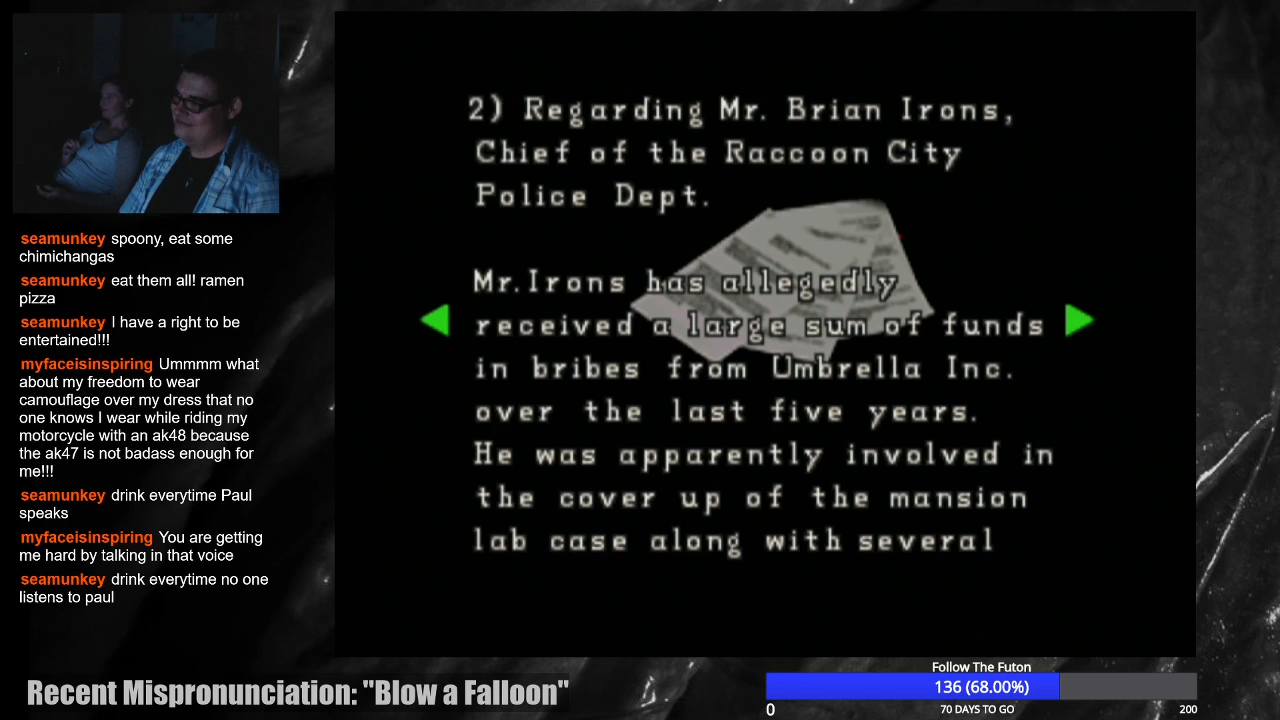 seamunkey spoony, eat some
chimichangas
seamunkey eat them all! ramen
pizza
seamunkey I have a right to be
entertained!!!
myfaceisinspiring Ummmm what
about my freedom to wear
camouflage over my dress that no
one knows I wear while riding my
motorcycle with an ak48 because
the ak47 is not badass enough for
me!!!
seamunkey drink everytime Paul
speaks
myfaceisinspiring You are getting
me hard by talking in that voice
seamunkey drink everytime no one
listens to paul
2) Regarding Mr. Brian Irons,
Chief of the Raccoon City
Police Dept.
Mr.Irons has allegedly
received a large sum of funds
in bribes from Umbrella Inc.
over the last five years.
He was apparently involved in
the cover up of the mansion
lab case along with several
Recent Mispronunciation: "Blow a Falloon"
Follow The Futon
136 (68.00%)
0 70 DAYS TO GO 200